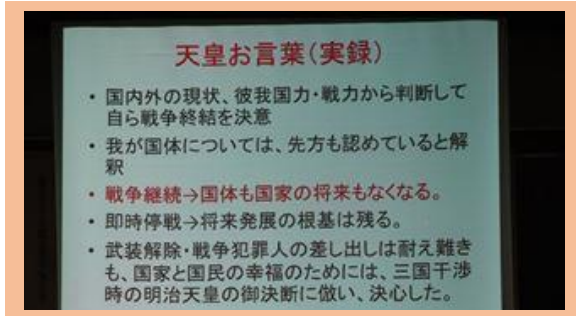 天皇お言葉(実録)
・国内外の現状、彼我国力・戦力から判断して
自ら戦争終結を決意
・我が国体については、先方も認めていると解
釈
・戦争継続→国体も国家の将来もなくなる。
・即時停戦→将来発展の根基は残る。
・武装解除・戦争犯罪人の差し出しは耐え難き
も、国家と国民の幸福のためには、三国干渉
時の明治天皇の御決断に倣い、決心した。